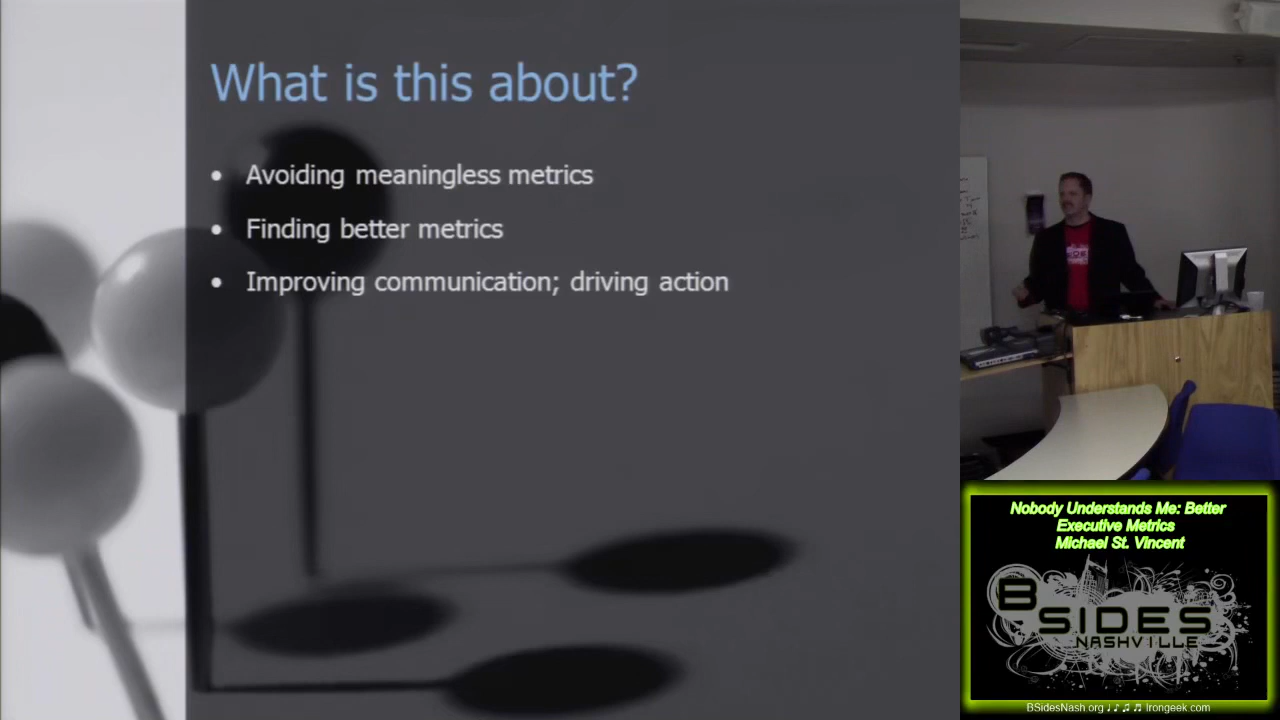 What is this about?
• Avoiding meaningless metrics
• Finding better metrics
• Improving communication; driving action
Nobody Understands Me: Better
Executive Metrics
Michael St. Vincent
BSIDES
NASHVILLE
BSidesNash.org ♩ ♪ ♫ ♬ Irongeek.com